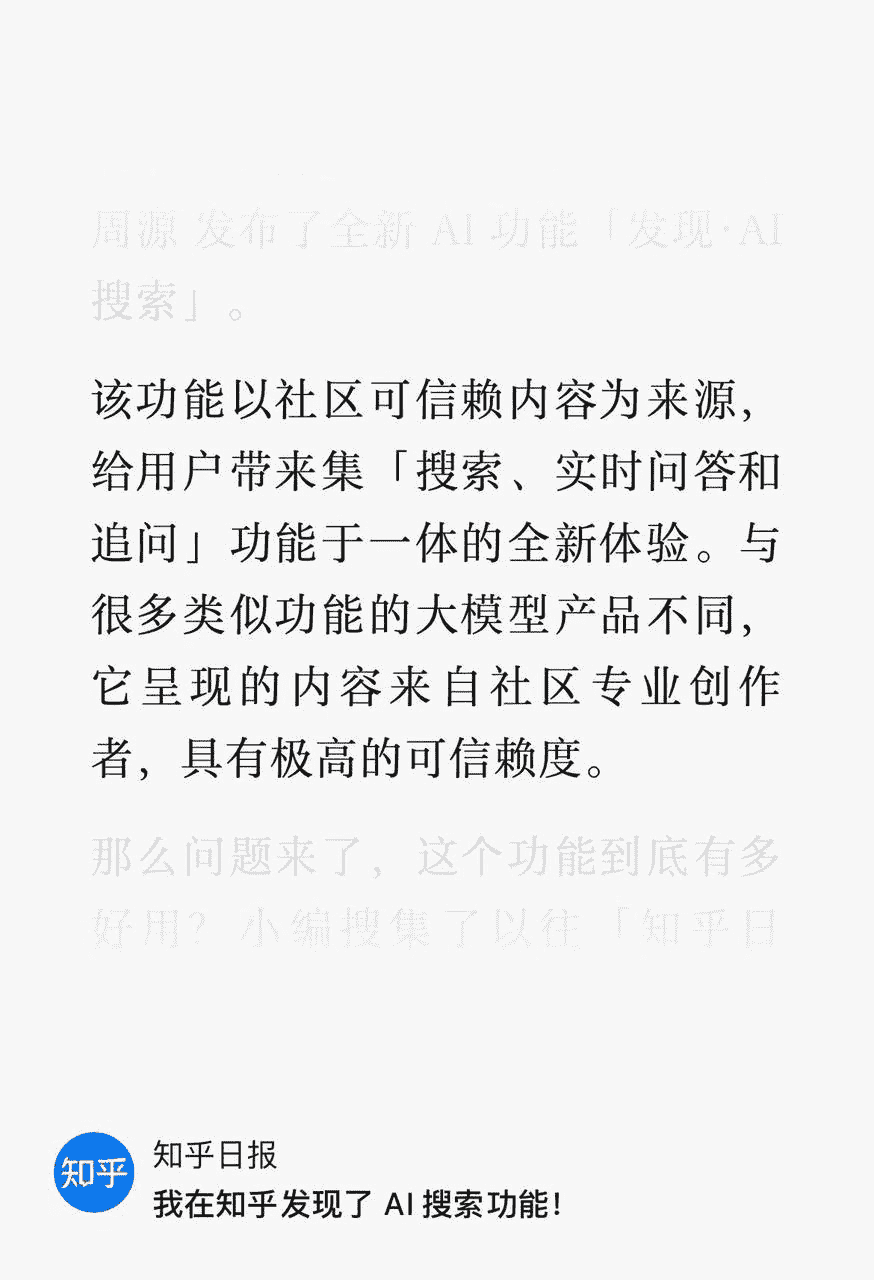 周源 发布了全新 AI 功能「发现·AI
搜索」。
该功能以社区可信赖内容为来源，
给用户带来集「搜索、实时问答和
追问」功能于一体的全新体验。与
很多类似功能的大模型产品不同，
它呈现的内容来自社区专业创作
者，具有极高的可信赖度。
那么问题来了，这个功能到底有多
好用？小编搜集了以往「知乎日
知乎
知乎日报
我在知乎发现了 AI 搜索功能！